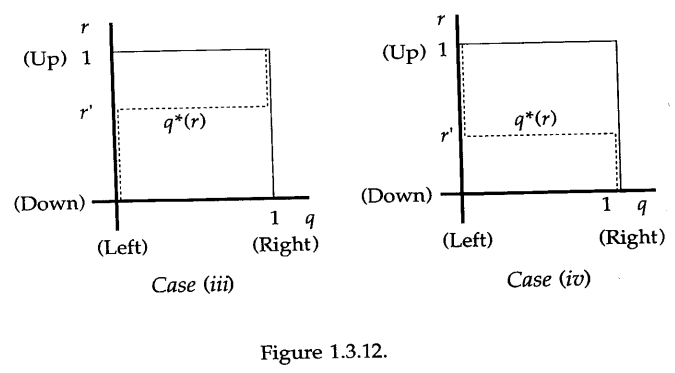 r
(Up) 1
r'
q*(r)
(Down)
1 q
(Left) (Right)
Case (iii)
r
(Up) 1
r'
q*(r)
(Down)
1 q
(Left) (Right)
Case (iv)
Figure 1.3.12.